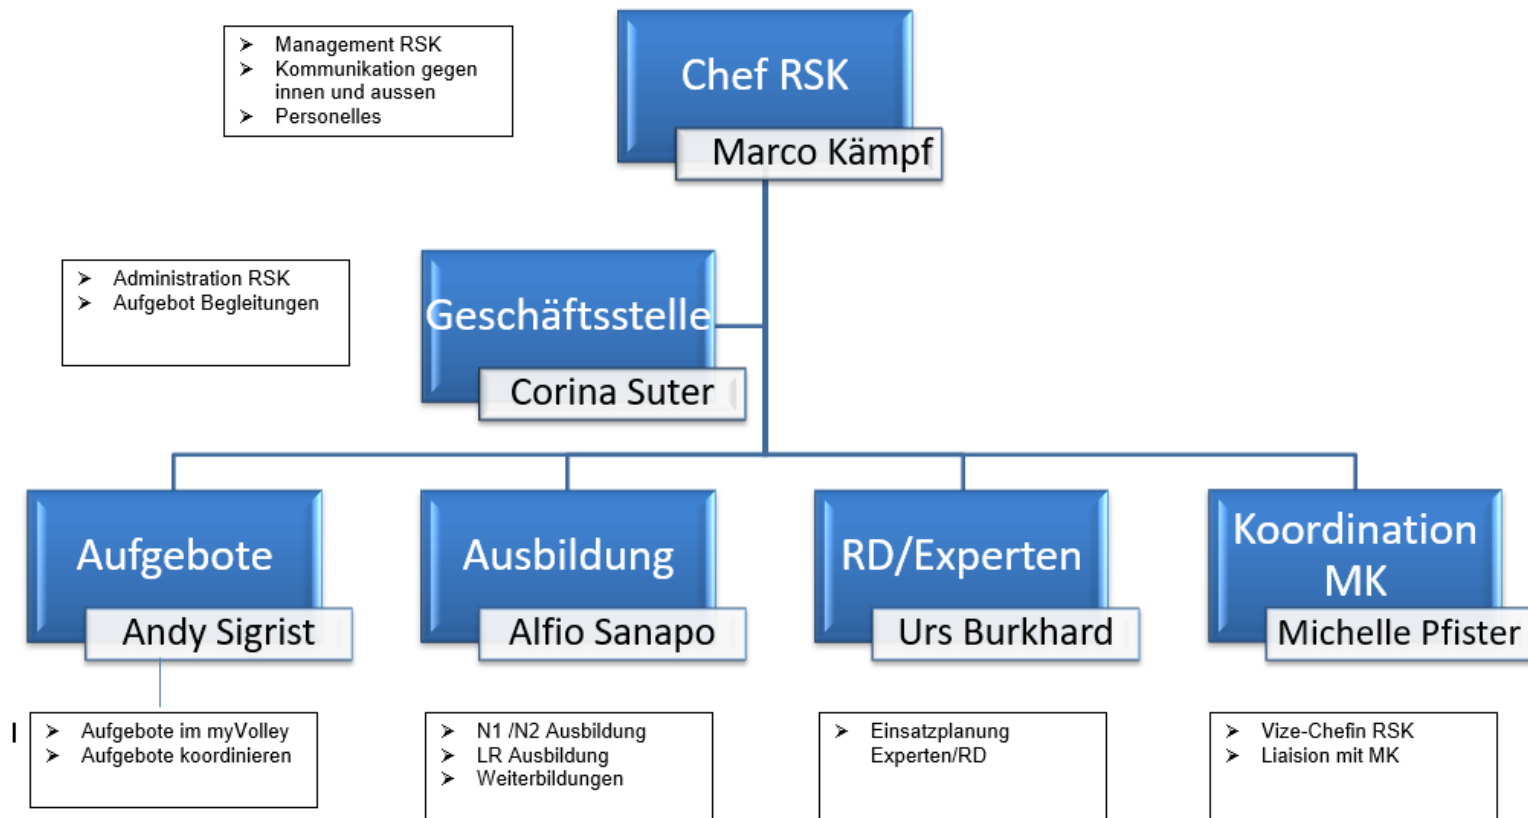 Management RSK
Kommunikation gegen
innen und aussen
Personelles
Chef RSK
Marco Kämpf
Administration RSK
Aufgebot Begleitungen
Geschäftsstelle
Corina Suter
Aufgebote
Andy Sigrist
Ausbildung
Alfio Sanapo
RD/Experten
Urs Burkhard
Koordination
MK
Michelle Pfister
Aufgebote im myVolley
Aufgebote koordinieren
N1 /N2 Ausbildung
LR Ausbildung
Weiterbildungen
Einsatzplanung
Experten/RD
Vize-Chefin RSK
Liaision mit MK